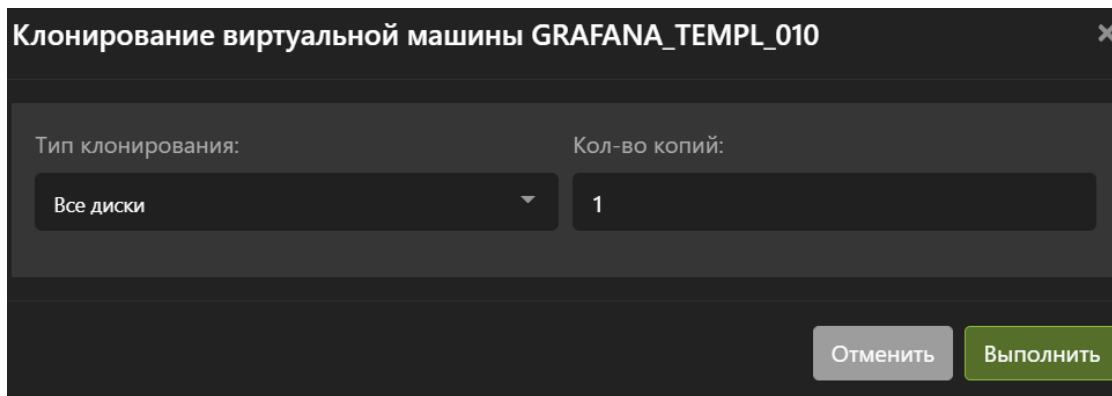 Клонирование виртуальной машины GRAFANA_TEMPL_010
Тип клонирования:
Кол-во копий:
Все диски
1
Отменить
Выполнить